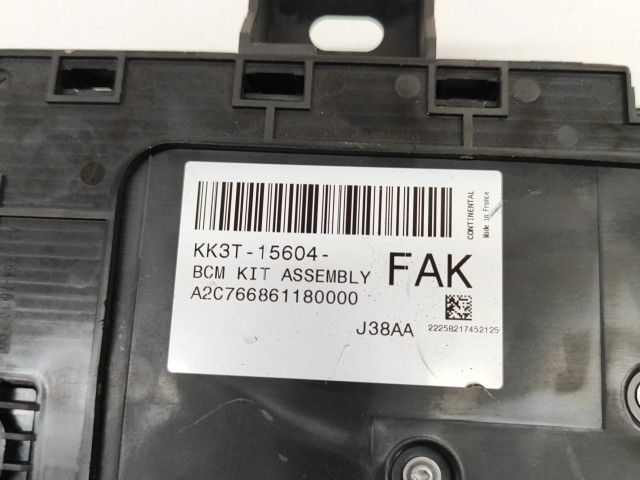 KK3T-15604-
BCM KIT ASSEMBLY
FAK
A2C766861180000
J38AA
22258217452125
CONTINENTAL
Made in France